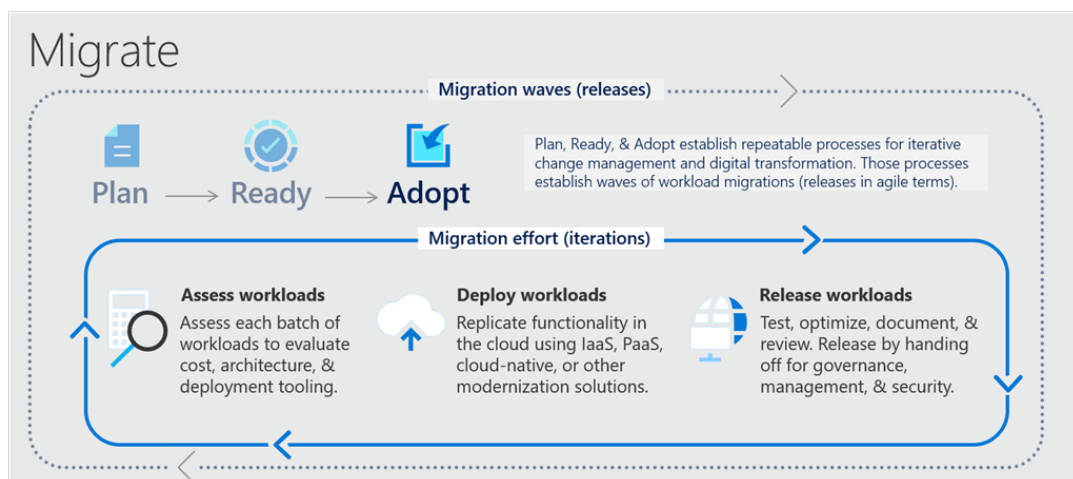 Migrate
Migration waves (releases)
Plan
Ready
Adopt
Plan, Ready, & Adopt establish repeatable processes for iterative
change management and digital transformation. Those processes
establish waves of workload migrations (releases in agile terms).
Migration effort (iterations)
Assess workloads
Assess each batch of
workloads to evaluate
cost, architecture, &
deployment tooling.
Deploy workloads
Replicate functionality in
the cloud using IaaS, PaaS,
cloud-native, or other
modernization solutions.
Release workloads
Test, optimize, document, &
review. Release by handing
off for governance,
management, & security.